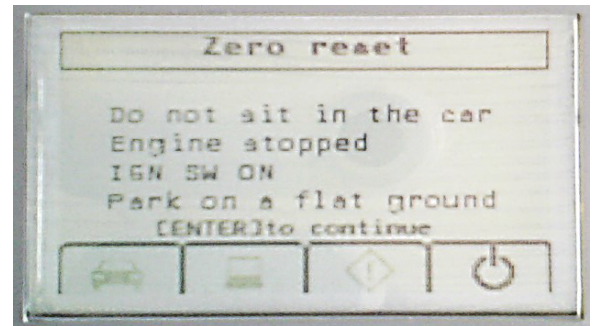 Zero reset
Do not sit in the car
Engine stopped
IGN SW ON
Park on a flat ground
[ENTER]to continue